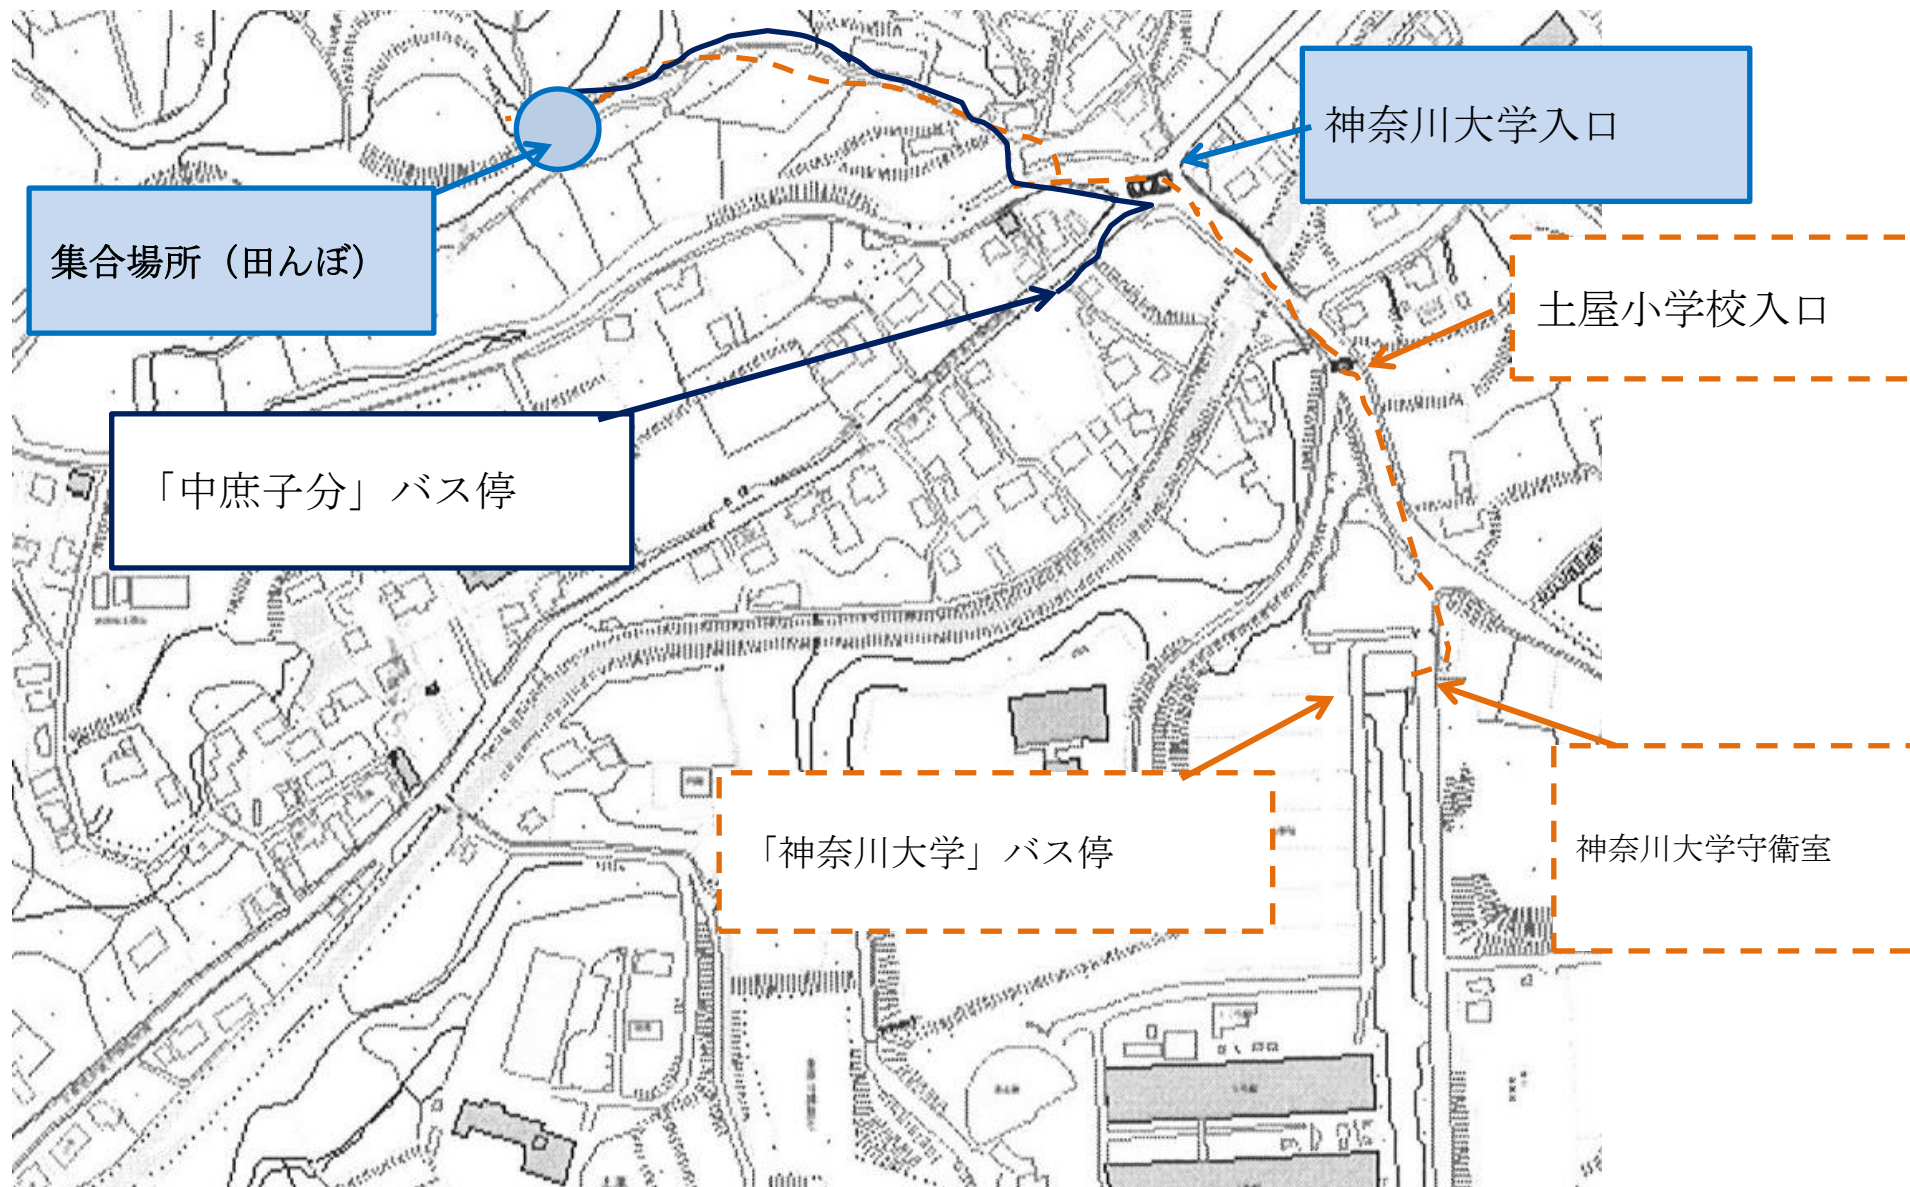 神奈川大学入口
集合場所（田んぼ）
土屋小学校入口
「中庶子分」バス停
「神奈川大学」バス停
神奈川大学守衛室